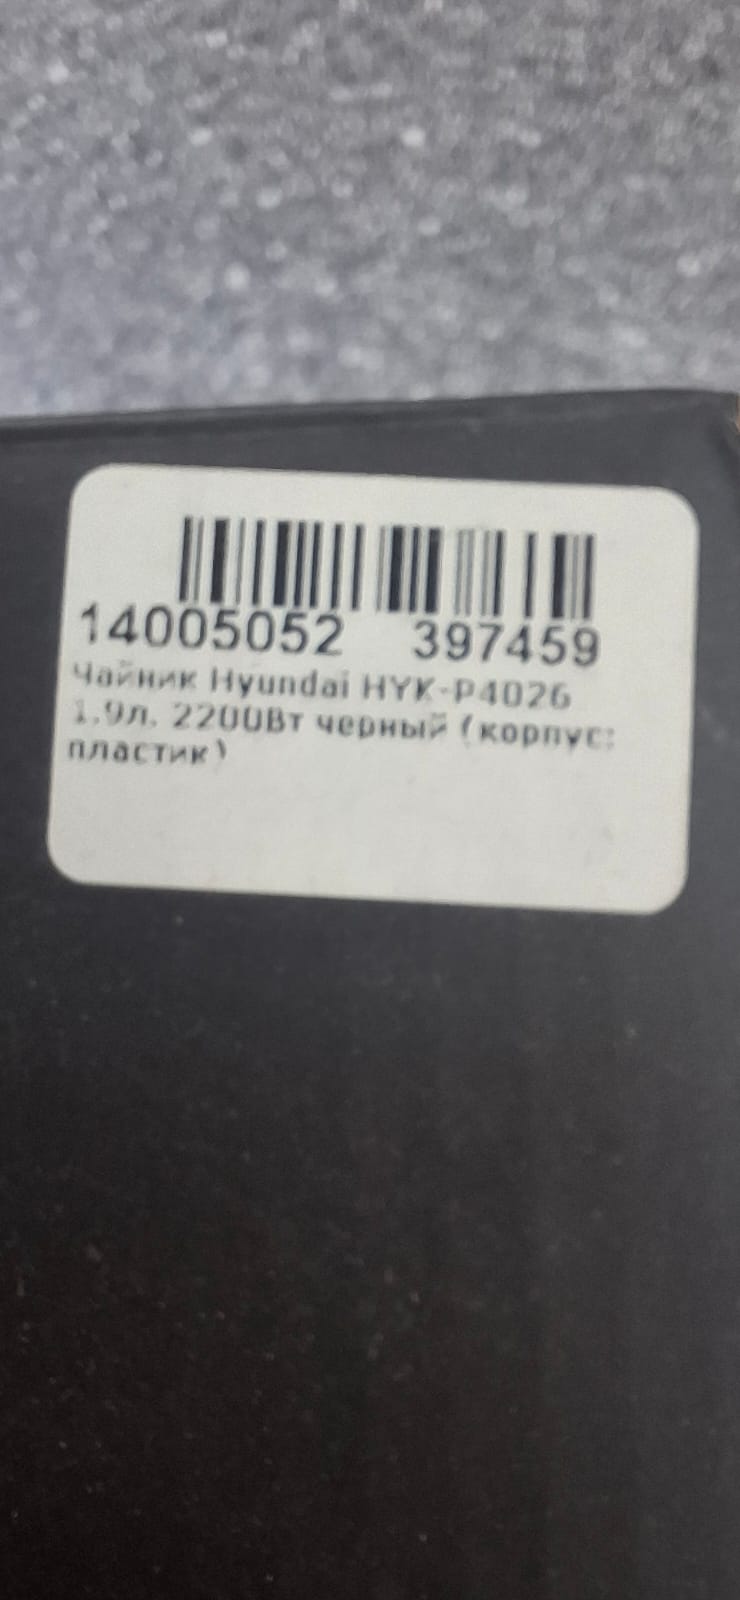 14005052 397459
Чайник Hyundai HYK-P4026
1.9л. 2200Вт черный (корпус:
пластик)